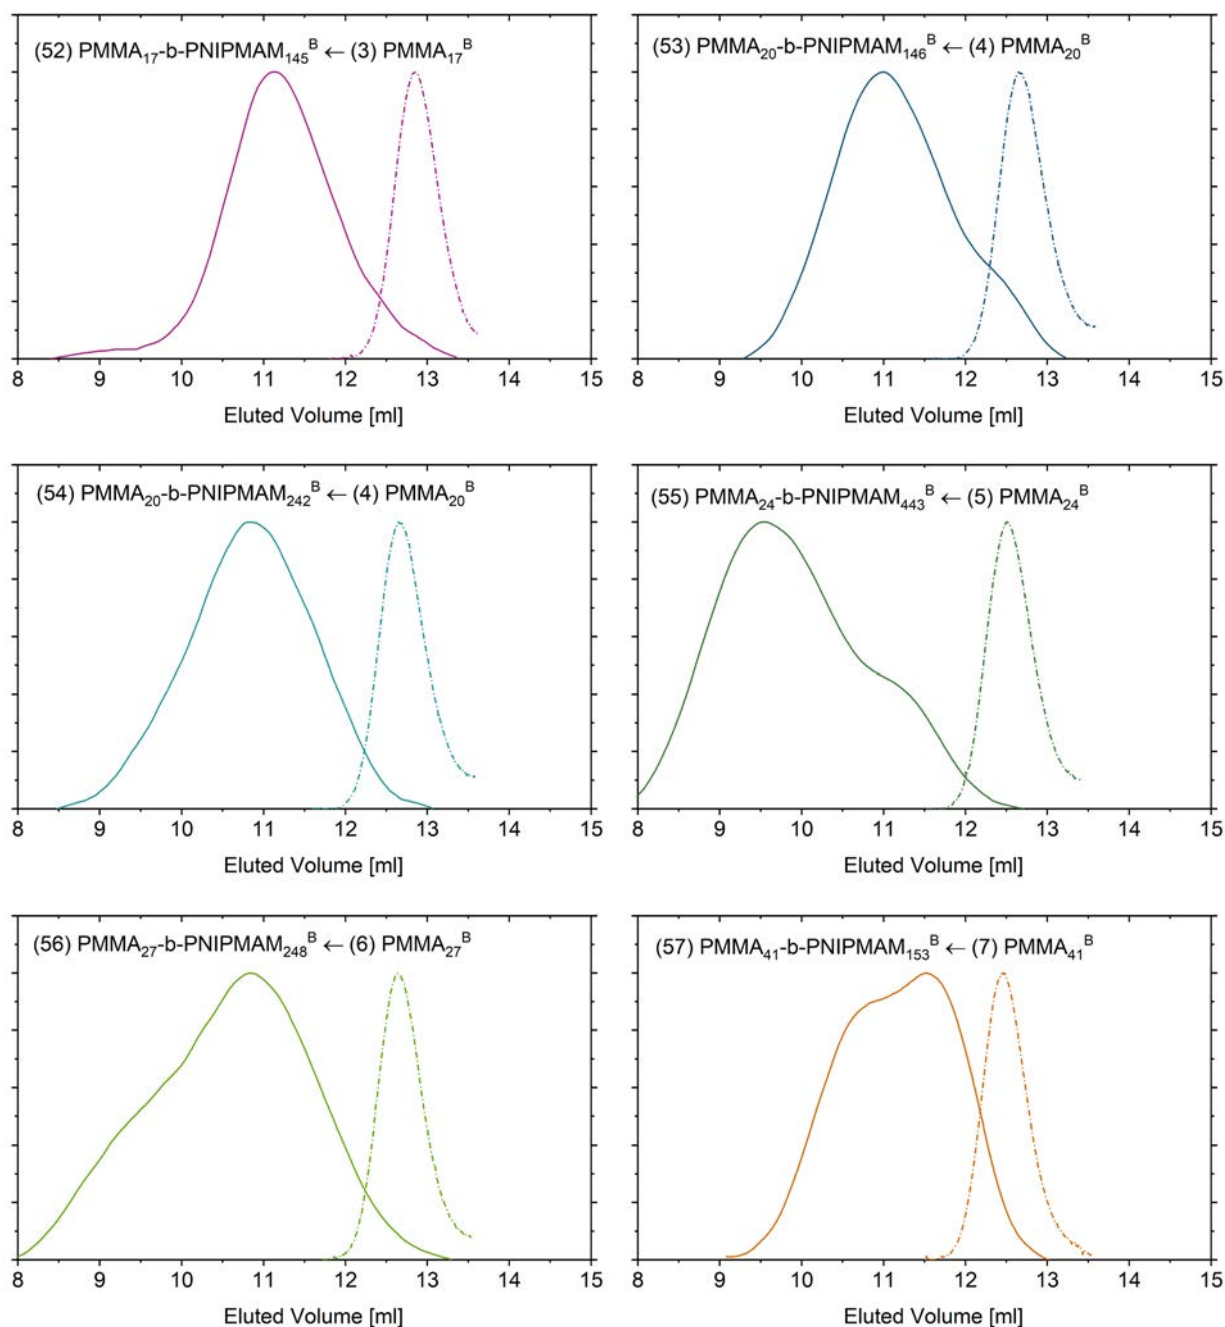 (52) PMMA₁₇-b-PNIPMAM₁₄₅ᴮ ← (3) PMMA₁₇ᴮ
8 9 10 11 12 13 14 15
Eluted Volume [ml]
(53) PMMA₂₀-b-PNIPMAM₁₄₆ᴮ ← (4) PMMA₂₀ᴮ
8 9 10 11 12 13 14 15
Eluted Volume [ml]
(54) PMMA₂₀-b-PNIPMAM₂₄₂ᴮ ← (4) PMMA₂₀ᴮ
8 9 10 11 12 13 14 15
Eluted Volume [ml]
(55) PMMA₂₄-b-PNIPMAM₄₄₃ᴮ ← (5) PMMA₂₄ᴮ
8 9 10 11 12 13 14 15
Eluted Volume [ml]
(56) PMMA₂₇-b-PNIPMAM₂₄₈ᴮ ← (6) PMMA₂₇ᴮ
8 9 10 11 12 13 14 15
Eluted Volume [ml]
(57) PMMA₄₁-b-PNIPMAM₁₅₃ᴮ ← (7) PMMA₄₁ᴮ
8 9 10 11 12 13 14 15
Eluted Volume [ml]